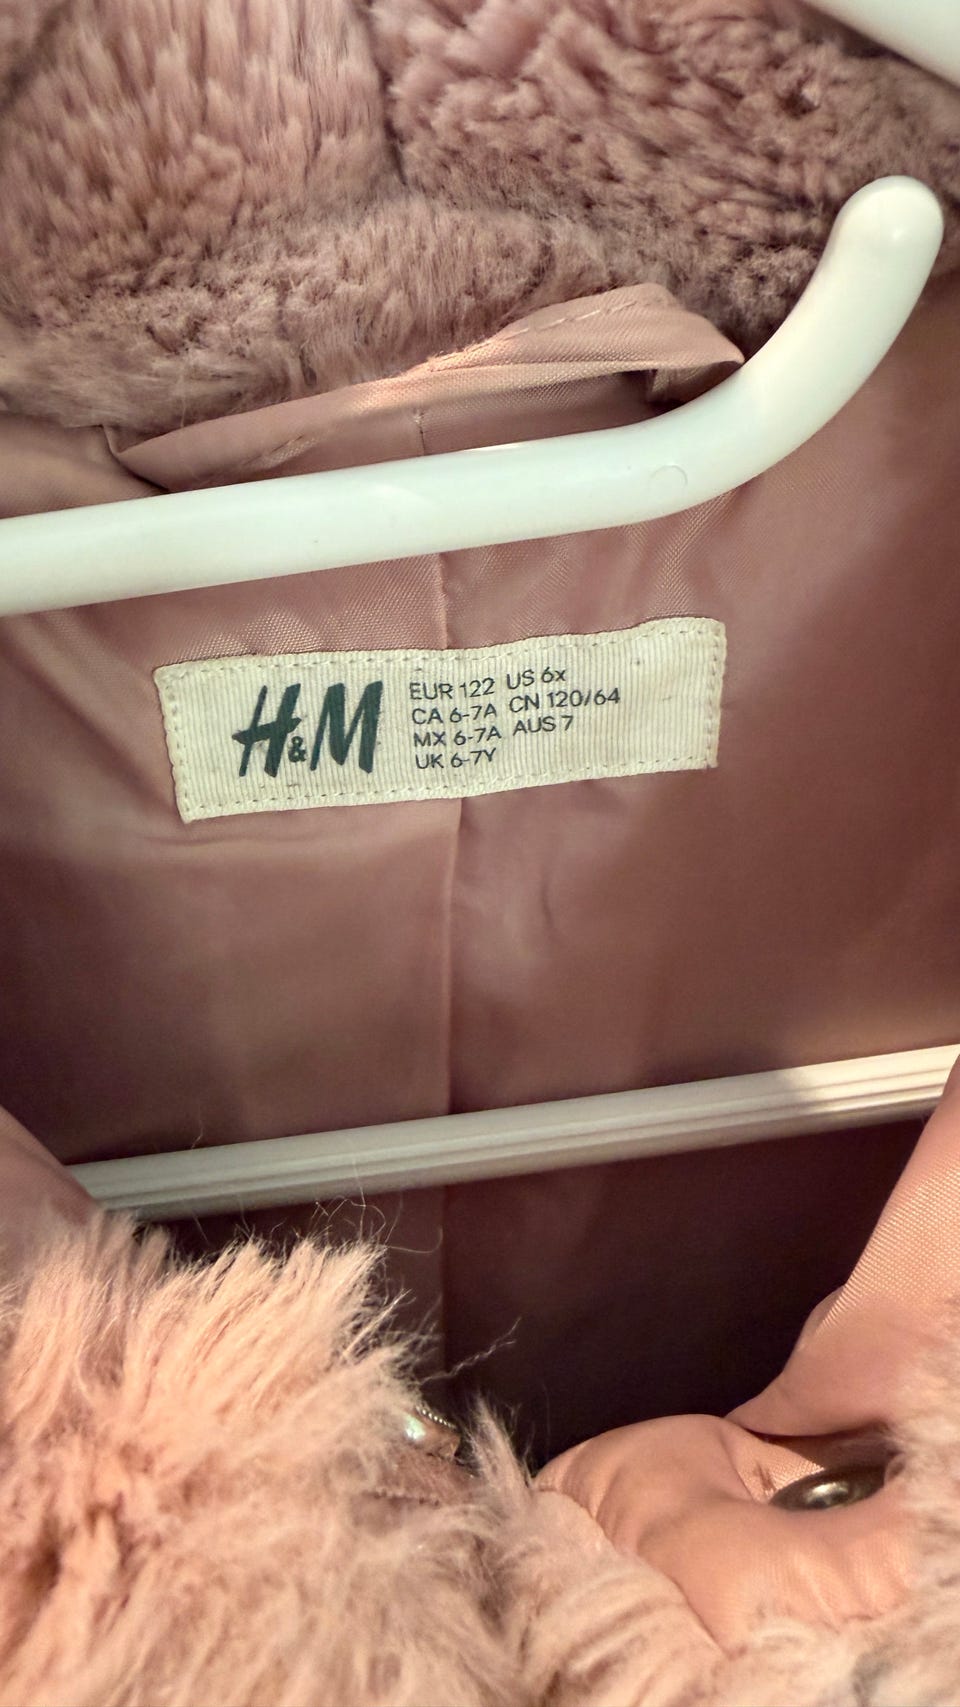 H&M
EUR 122 US 6x
CA 6-7A CN 120/64
MX 6-7A AUS 7
UK 6-7Y